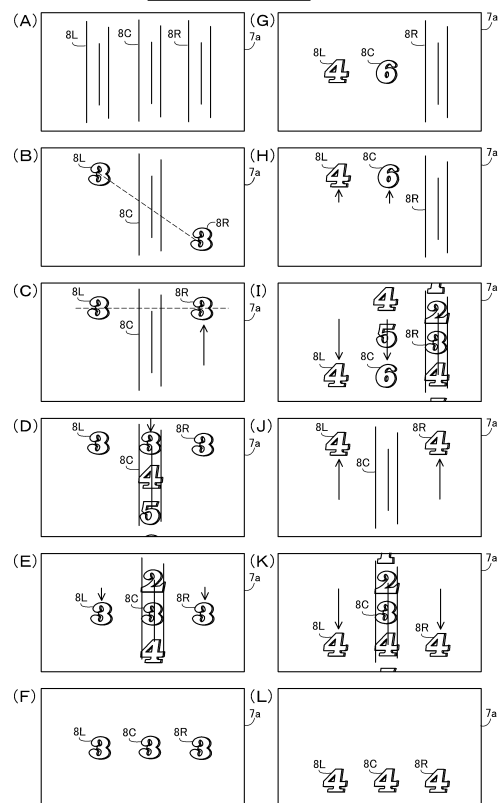 (A) 8L 8C 8R 7a
(B) 8L 3 8C 8R 3 7a
(C) 8L 3 8C 8R 3 7a
(D) 8L 3 8C 3 4 5 8R 3 7a
(E) 8L 3 8C 2 3 4 8R 3 7a
(F) 8L 3 8C 3 8R 3 7a
(G) 8L 4 8C 6 8R 7a
(H) 8L 4 8C 6 8R 7a
(I) 8L 4 4 5 8C 6 8R 1 2 3 4 7a
(J) 8L 4 8C 8R 4 7a
(K) 8L 4 8C 1 2 3 4 8R 4 7a
(L) 8L 4 8C 4 8R 4 7a